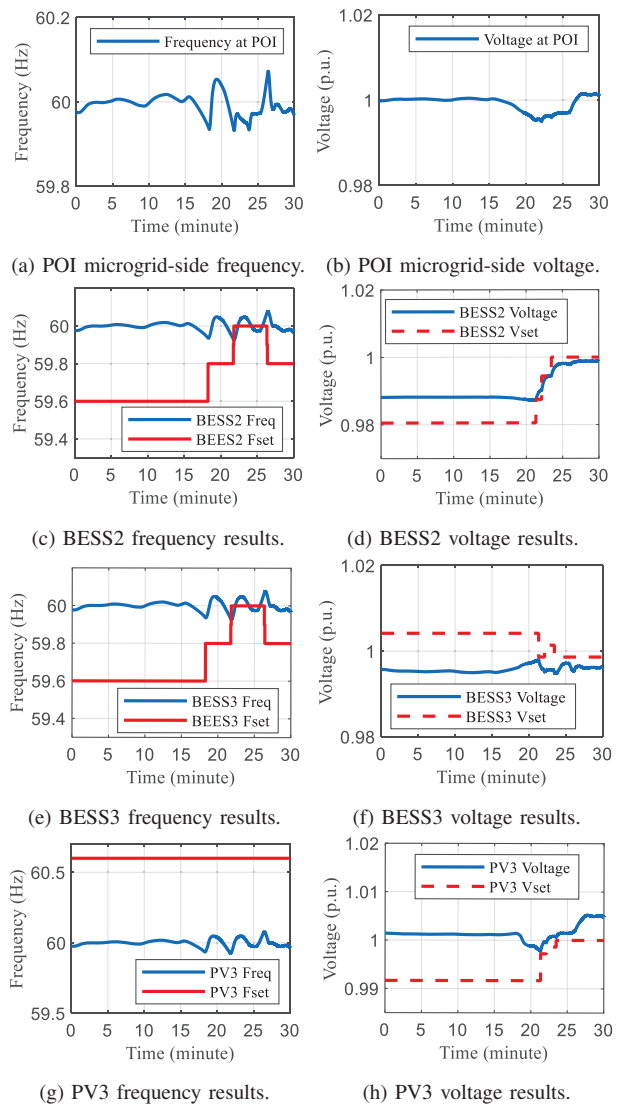 60.2
Frequency at POI
60
59.8
Frequency (Hz)
0 5 10 15 20 25 30
Time (minute)
(a) POI microgrid-side frequency.
1.02
Voltage at POI
1
0.98
Voltage (p.u.)
0 5 10 15 20 25 30
Time (minute)
(b) POI microgrid-side voltage.
60
59.8
59.6
59.4
Frequency (Hz)
BESS2 Freq
BEES2 Fset
0 5 10 15 20 25 30
Time (minute)
(c) BESS2 frequency results.
1.02
BESS2 Voltage
BESS2 Vset
1
0.98
Voltage (p.u.)
0 5 10 15 20 25 30
Time (minute)
(d) BESS2 voltage results.
60
59.8
59.6
59.4
Frequency (Hz)
BESS3 Freq
BEES3 Fset
0 5 10 15 20 25 30
Time (minute)
(e) BESS3 frequency results.
1.02
1
0.98
Voltage (p.u.)
BESS3 Voltage
BESS3 Vset
0 5 10 15 20 25 30
Time (minute)
(f) BESS3 voltage results.
60.5
60
59.5
Frequency (Hz)
PV3 Freq
PV3 Fset
0 5 10 15 20 25 30
Time (minute)
(g) PV3 frequency results.
1.02
PV3 Voltage
PV3 Vset
1.01
1
0.99
Voltage (p.u.)
0 5 10 15 20 25 30
Time (minute)
(h) PV3 voltage results.